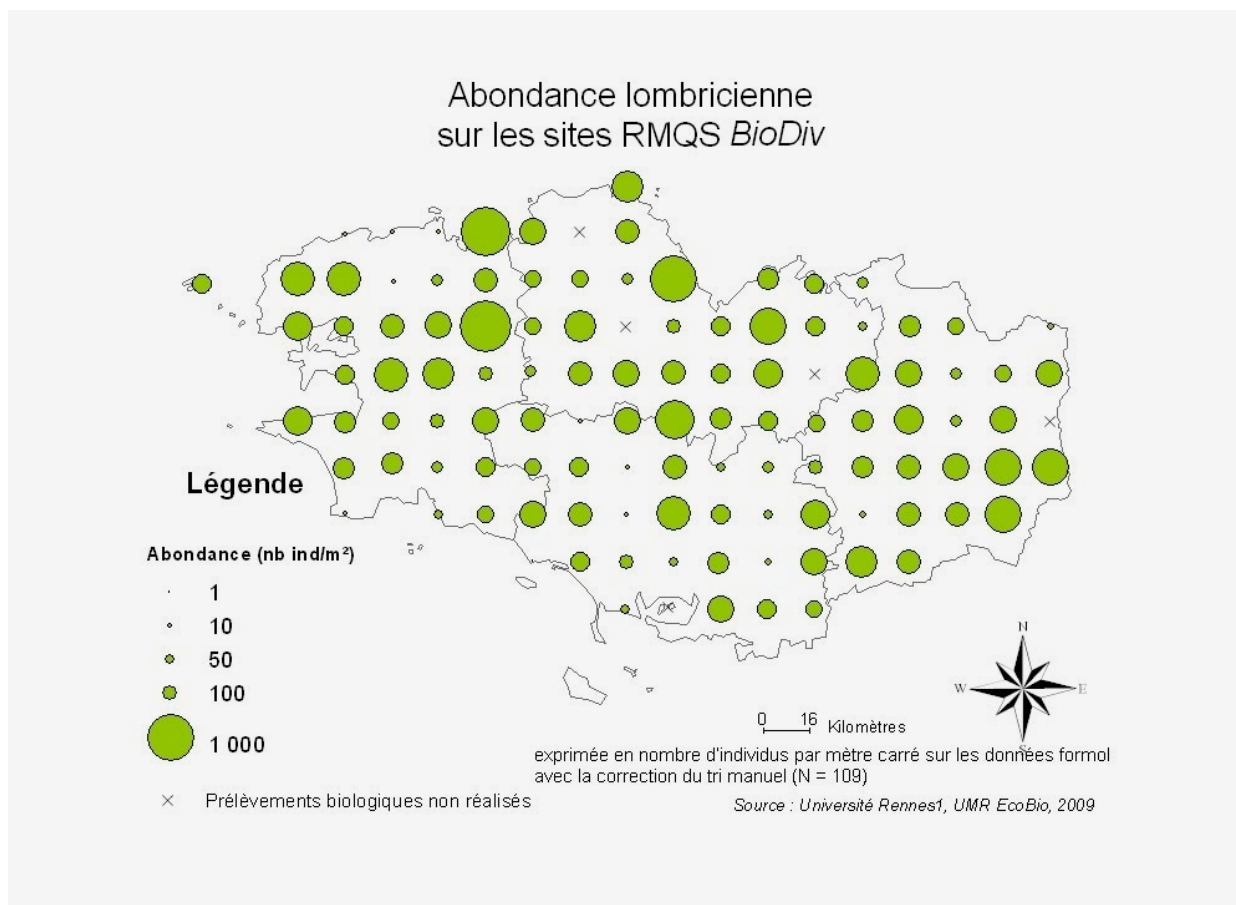 Abondance lombricienne
sur les sites RMQS BioDiv
Légende
Abondance (nb ind/m²)
1
10
50
100
1 000
Prélèvements biologiques non réalisés
N
W
E
S
0 16 Kilomètres
exprimée en nombre d'individus par mètre carré sur les données formol
avec la correction du tri manuel (N = 109)
Source : Université Rennes1, UMR EcoBio, 2009